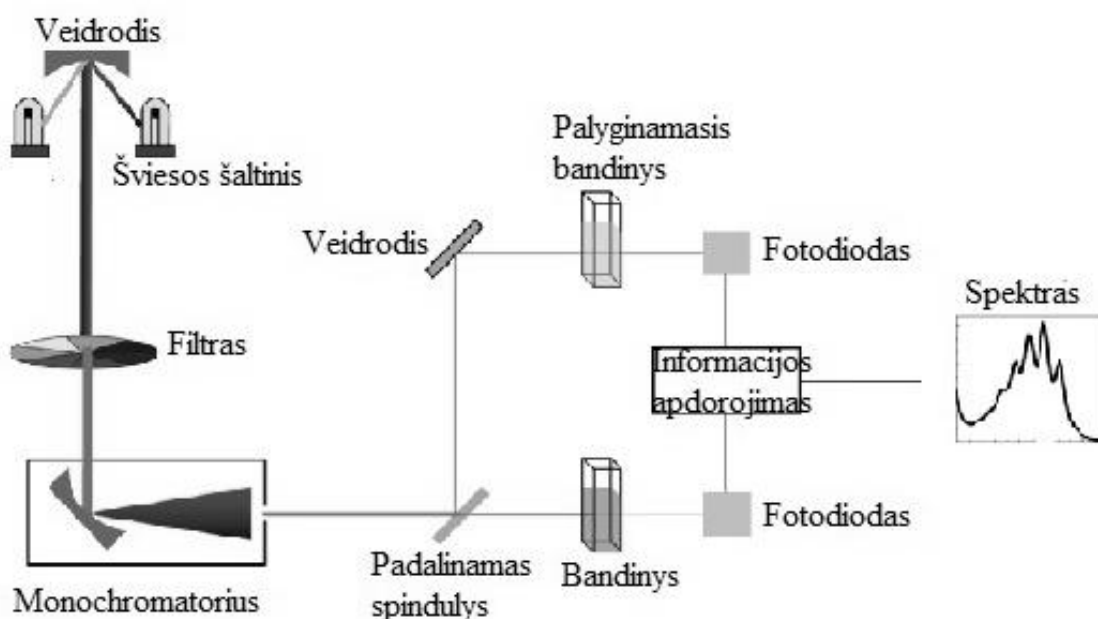 Veidrodis
Šviesos šaltinis
Filtras
Monochromatorius
Veidrodis
Padalinamas
spindulys
Palyginamasis
bandinys
Bandinys
Fotodiodas
Informacijos
apdorojimas
Fotodiodas
Spektras